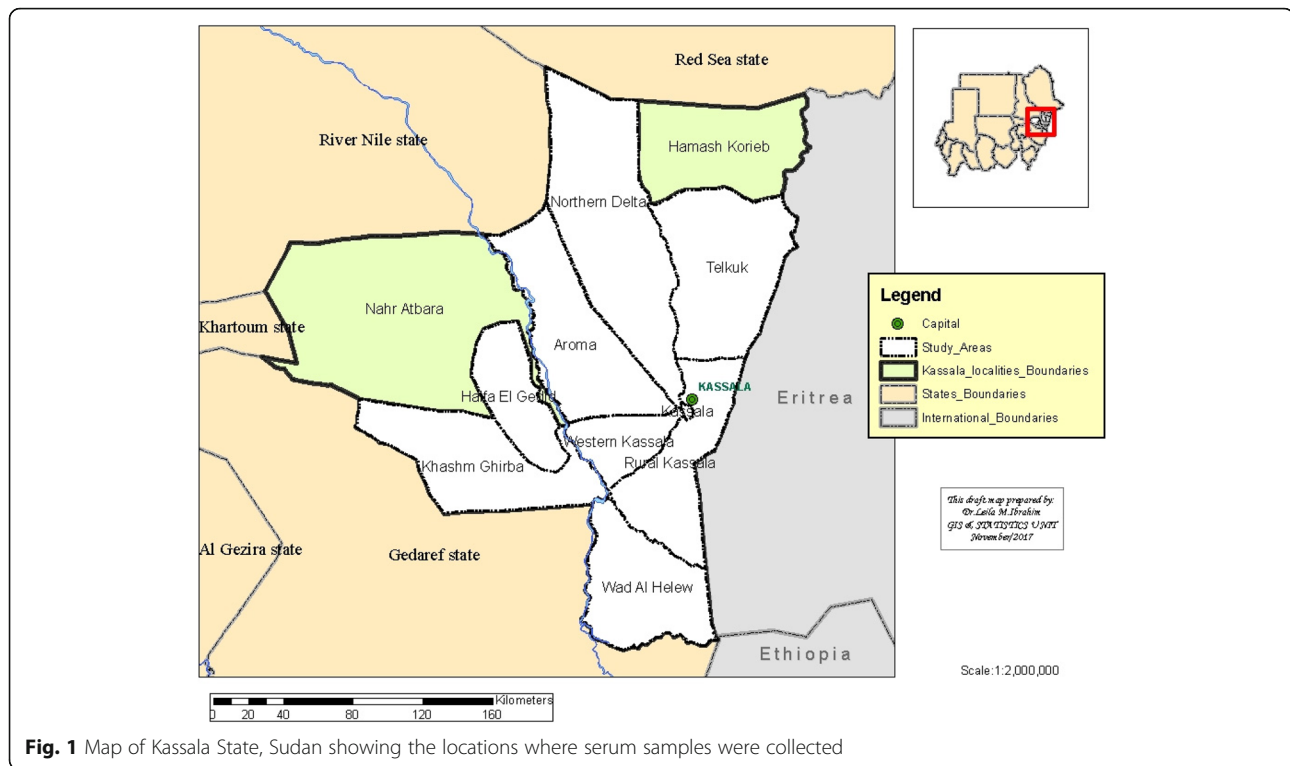 Red Sea state
River Nile state
Hamash Korieb
Northern Delta
Telkuk
Nahr Atbara
Khartoum state
Aroma
Halfa El Gedid
KASSALA
Kassala
Eritrea
Western Kassala
Rural Kassala
Khashm Ghirba
Al Gezira state
Gedaref state
Wad Al Helew
Ethiopia
Legend
Capital
Study_Areas
Kassala_localities_Boundaries
States_Boundaries
International_Boundaries
This draft map prepared by:
Dr.Leila M.Ibrahim
GIS &, STATISTICS UNIT
November/2017
Scale:1:2,000,000
Kilometers
0 20 40 80 120 160
Fig. 1 Map of Kassala State, Sudan showing the locations where serum samples were collected